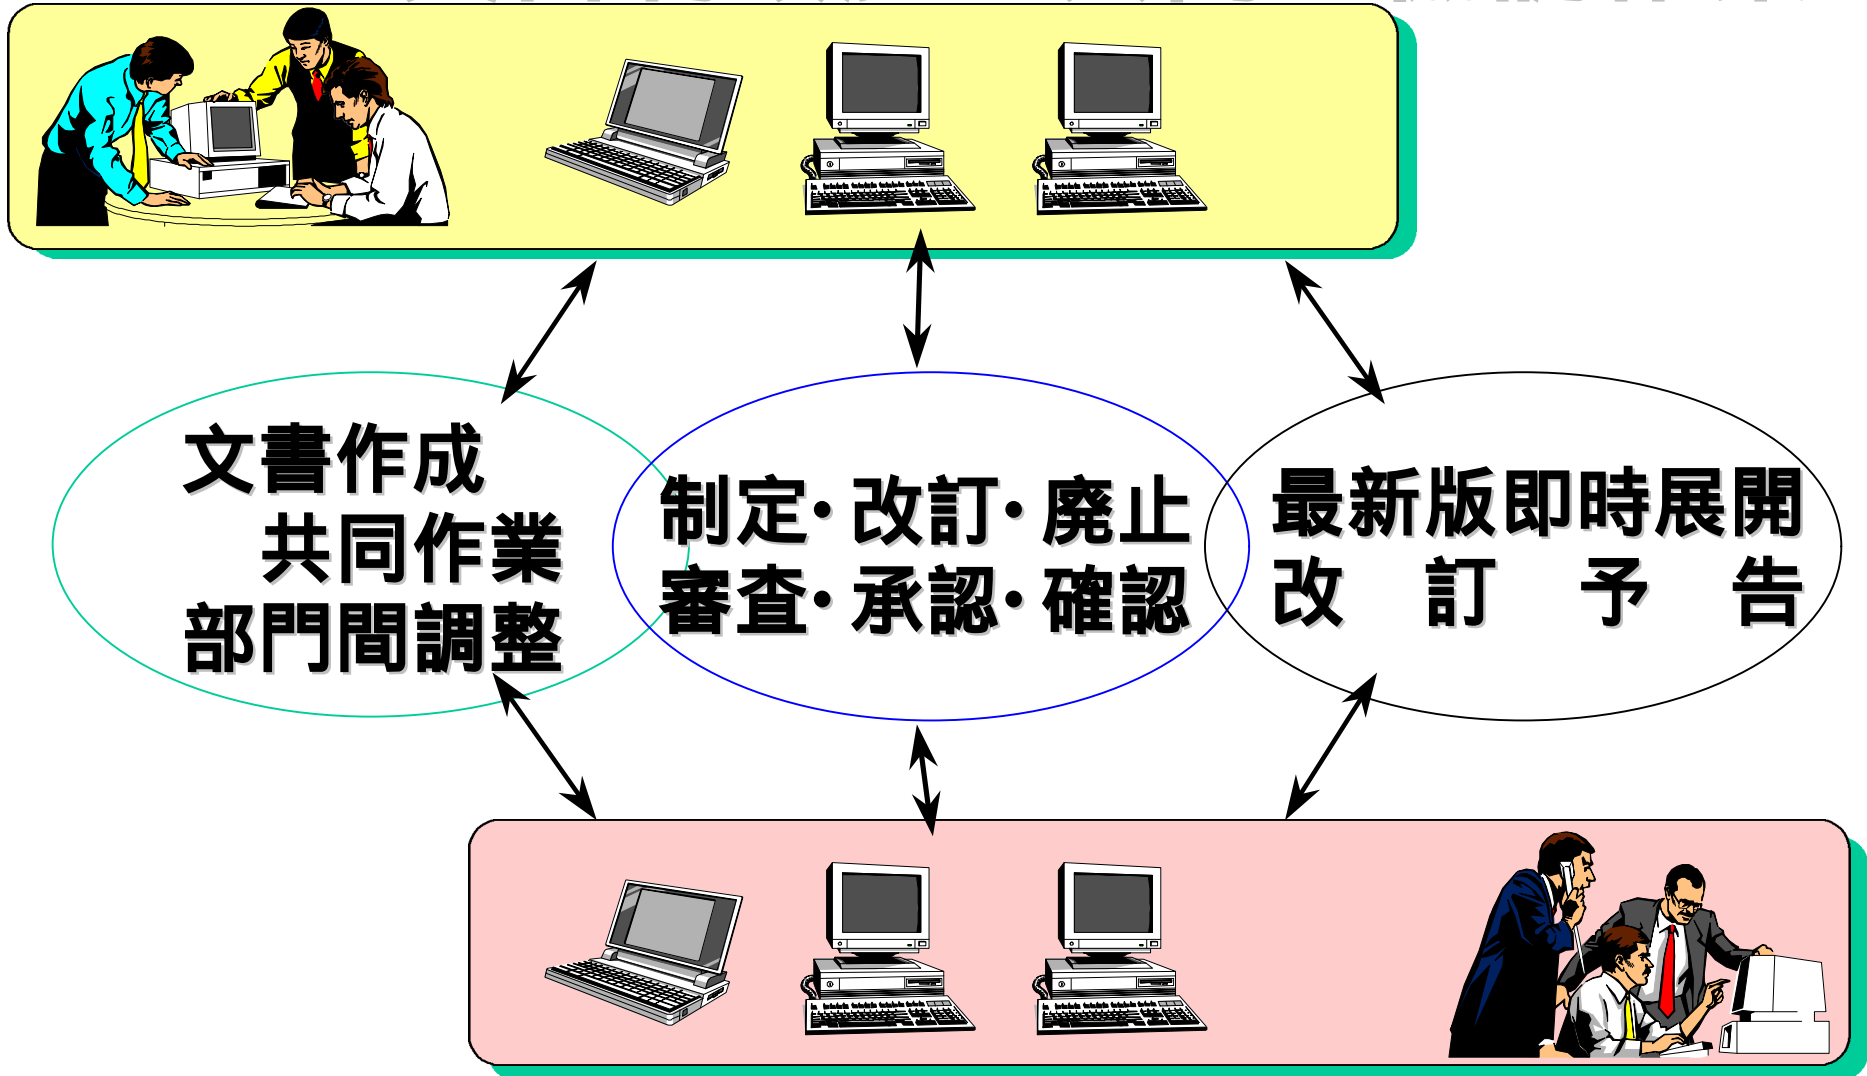 文書作成
共同作業
部門間調整
制定・改訂・廃止
審査・承認・確認
最新版即時展開
改　訂　予　告